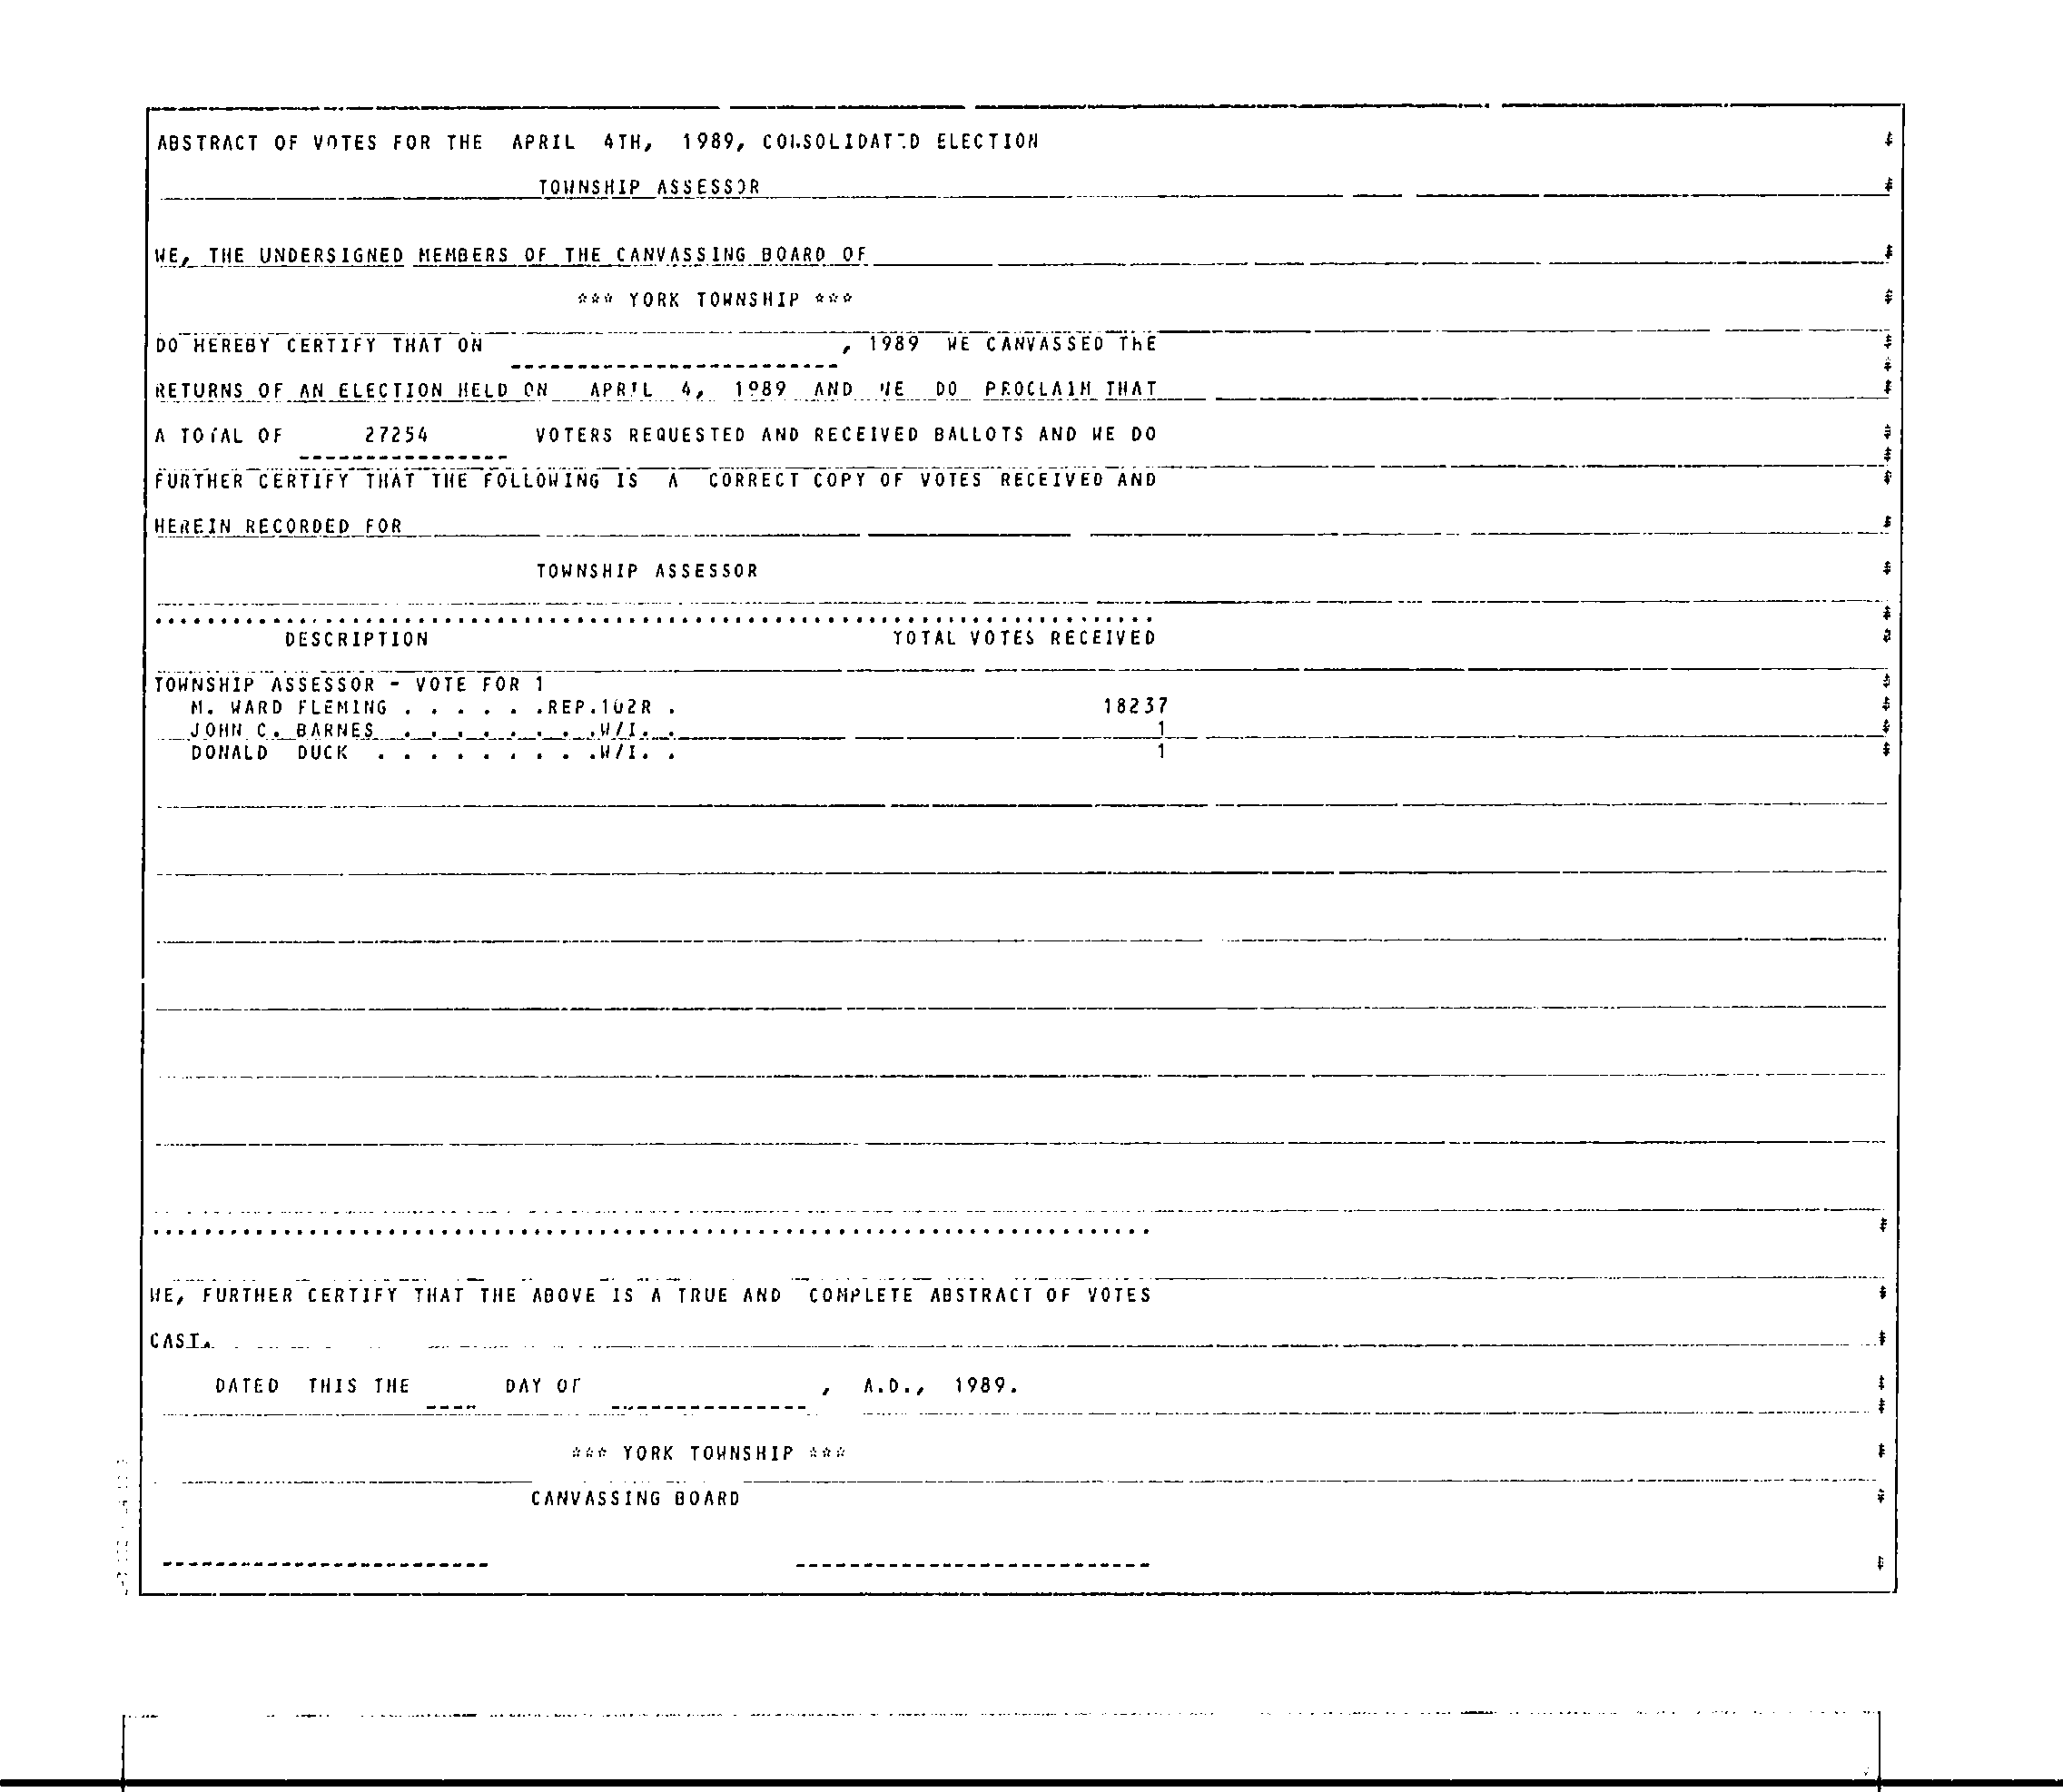 ABSTRACT OF VOTES FOR THE APRIL 4TH, 1989, CONSOLIDATED ELECTION
TOWNSHIP ASSESSOR
WE, THE UNDERSIGNED MEMBERS OF THE CANVASSING BOARD OF
*** YORK TOWNSHIP ***
DO HEREBY CERTIFY THAT ON , 1989 WE CANVASSED THE
RETURNS OF AN ELECTION HELD ON APRIL 4, 1989 AND WE DO PROCLAIM THAT
A TOTAL OF 27254 VOTERS REQUESTED AND RECEIVED BALLOTS AND WE DO
FURTHER CERTIFY THAT THE FOLLOWING IS A CORRECT COPY OF VOTES RECEIVED AND
HEREIN RECORDED FOR
TOWNSHIP ASSESSOR
DESCRIPTION TOTAL VOTES RECEIVED
TOWNSHIP ASSESSOR - VOTE FOR 1
M. WARD FLEMING . . . . . .REP.102R . 18237
JOHN C. BARNES . . . . . . . .W/I. . 1
DONALD DUCK . . . . . . . . .W/I. . 1
WE, FURTHER CERTIFY THAT THE ABOVE IS A TRUE AND COMPLETE ABSTRACT OF VOTES
CAST.
DATED THIS THE ---- DAY OF --------------- , A.D., 1989.
*** YORK TOWNSHIP ***
CANVASSING BOARD